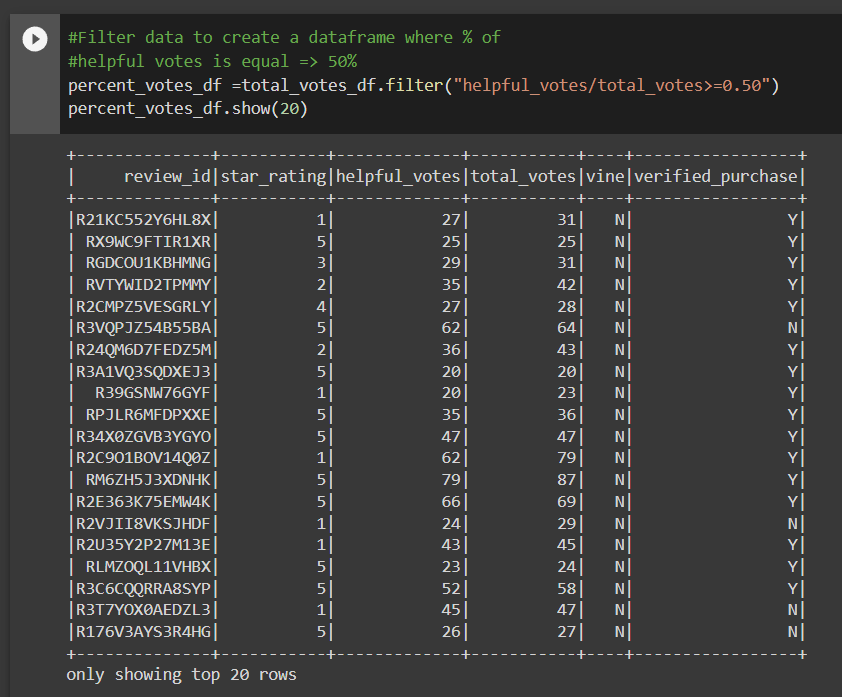 #Filter data to create a dataframe where % of
#helpful votes is equal => 50%
percent_votes_df =total_votes_df.filter("helpful_votes/total_votes>=0.50")
percent_votes_df.show(20)
+--------------+-----------+-------------+-----------+----+-----------------+
|     review_id|star_rating|helpful_votes|total_votes|vine|verified_purchase|
+--------------+-----------+-------------+-----------+----+-----------------+
|R21KC552Y6HL8X|          1|           27|         31|   N|                Y|
| RX9WC9FTIR1XR|          5|           25|         25|   N|                Y|
| RGDCOU1KBHMNG|          3|           29|         31|   N|                Y|
| RVTYWID2TPMMY|          2|           35|         42|   N|                Y|
|R2CMPZ5VESGRLY|          4|           27|         28|   N|                Y|
|R3VQPJZ54B55BA|          5|           62|         64|   N|                N|
|R24QM6D7FEDZ5M|          2|           36|         43|   N|                Y|
|R3A1VQ3SQDXEJ3|          5|           20|         20|   N|                Y|
|  R39GSNW76GYF|          1|           20|         23|   N|                Y|
| RPJLR6MFDPXXE|          5|           35|         36|   N|                Y|
|R34X0ZGVB3YGYO|          5|           47|         47|   N|                Y|
|R2C9O1BOV14Q0Z|          1|           62|         79|   N|                Y|
| RM6ZH5J3XDNHK|          5|           79|         87|   N|                Y|
|R2E363K75EMW4K|          5|           66|         69|   N|                Y|
|R2VJII8VKSJHDF|          1|           24|         29|   N|                N|
|R2U35Y2P27M13E|          1|           43|         45|   N|                Y|
| RLMZOQL11VHBX|          5|           23|         24|   N|                Y|
|R3C6CQQRRA8SYP|          5|           52|         58|   N|                Y|
|R3T7YOX0AEDZL3|          1|           45|         47|   N|                N|
|R176V3AYS3R4HG|          5|           26|         27|   N|                N|
+--------------+-----------+-------------+-----------+----+-----------------+
only showing top 20 rows